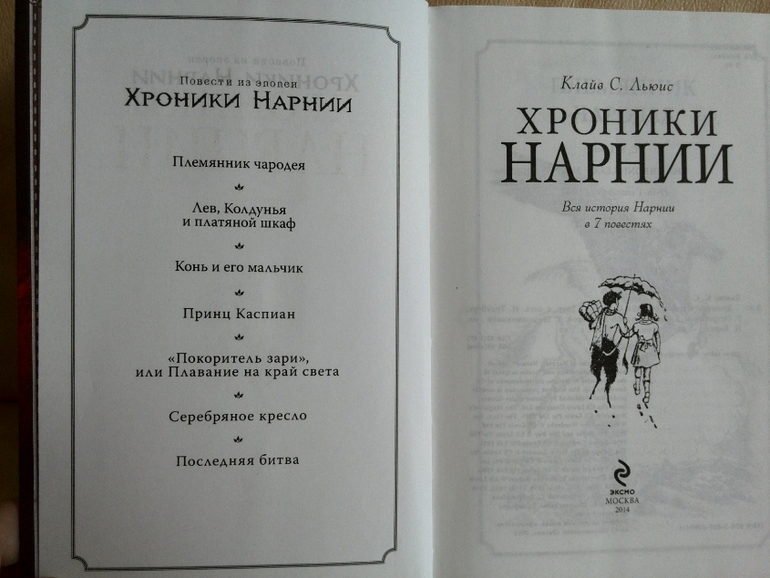 Повести из эпопеи
Хроники Нарнии
Племянник чародея
Лев, Колдунья
и платяной шкаф
Конь и его мальчик
Принц Каспиан
«Покоритель зари»,
или Плавание на край света
Серебряное кресло
Последняя битва
Клайв С. Льюис
ХРОНИКИ
НАРНИИ
Вся история Нарнии
в 7 повестях
ЭКСМО
МОСКВА
2014